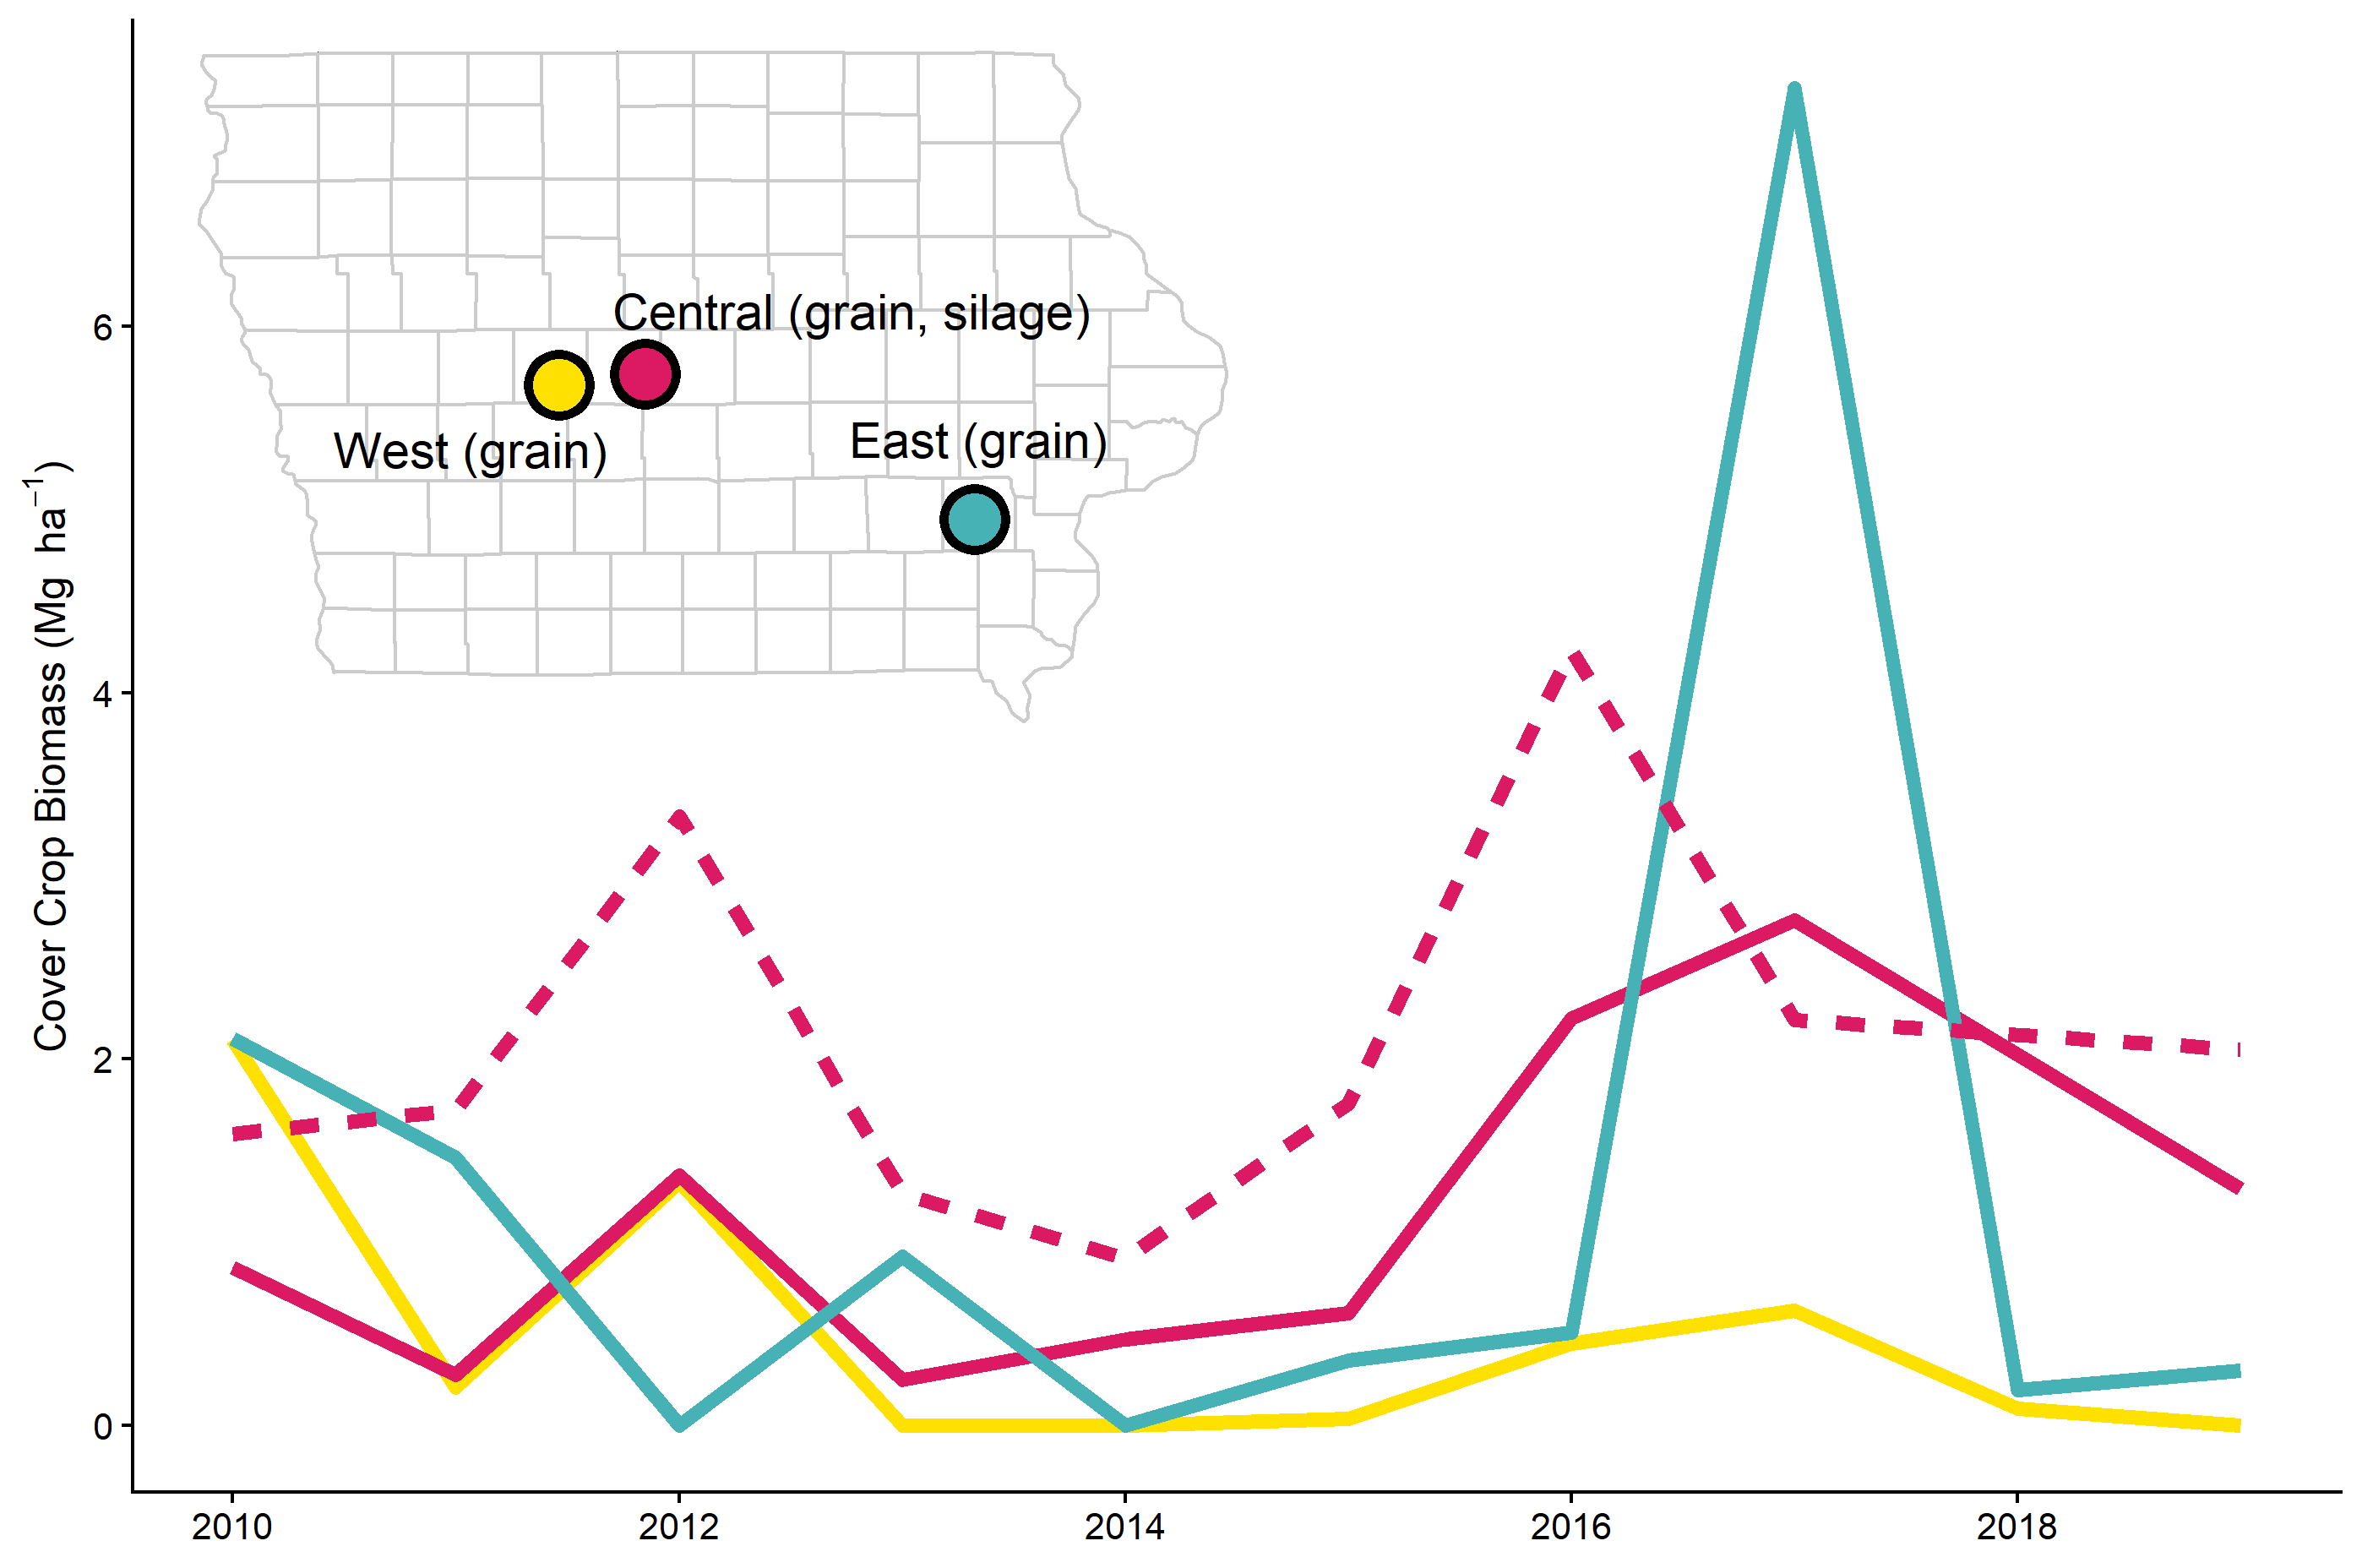 Central (grain, silage)
West (grain)
East (grain)
Cover Crop Biomass (Mg ha⁻¹)
6
4
2
0
2010
2012
2014
2016
2018